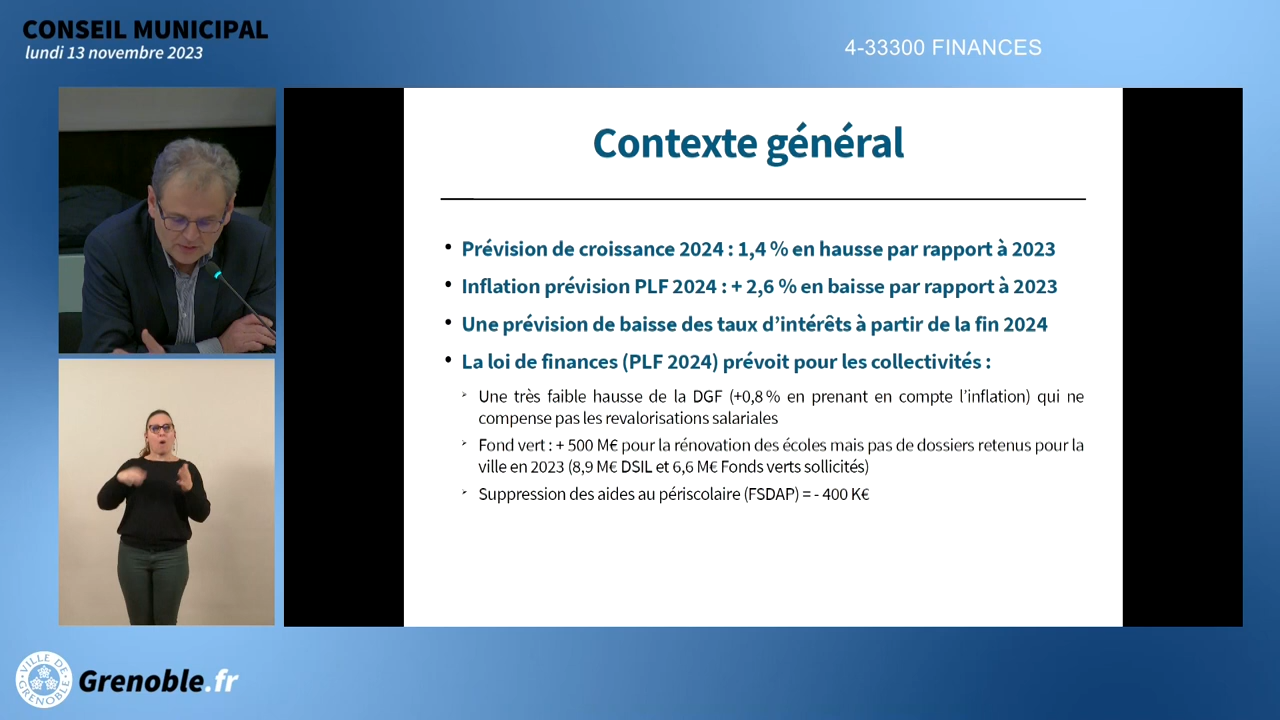 CONSEIL MUNICIPAL
lundi 13 novembre 2023
4-33300 FINANCES
Contexte général
• Prévision de croissance 2024 : 1,4 % en hausse par rapport à 2023
• Inflation prévision PLF 2024 : + 2,6 % en baisse par rapport à 2023
• Une prévision de baisse des taux d'intérêts à partir de la fin 2024
• La loi de finances (PLF 2024) prévoit pour les collectivités :
Une très faible hausse de la DGF (+0,8 % en prenant en compte l'inflation) qui ne
compense pas les revalorisations salariales
Fond vert : + 500 M€ pour la rénovation des écoles mais pas de dossiers retenus pour la
ville en 2023 (8,9 M€ DSIL et 6,6 M€ Fonds verts sollicités)
Suppression des aides au périscolaire (FSDAP) = - 400 K€
VILLE DE
GRENOBLE
Grenoble.fr